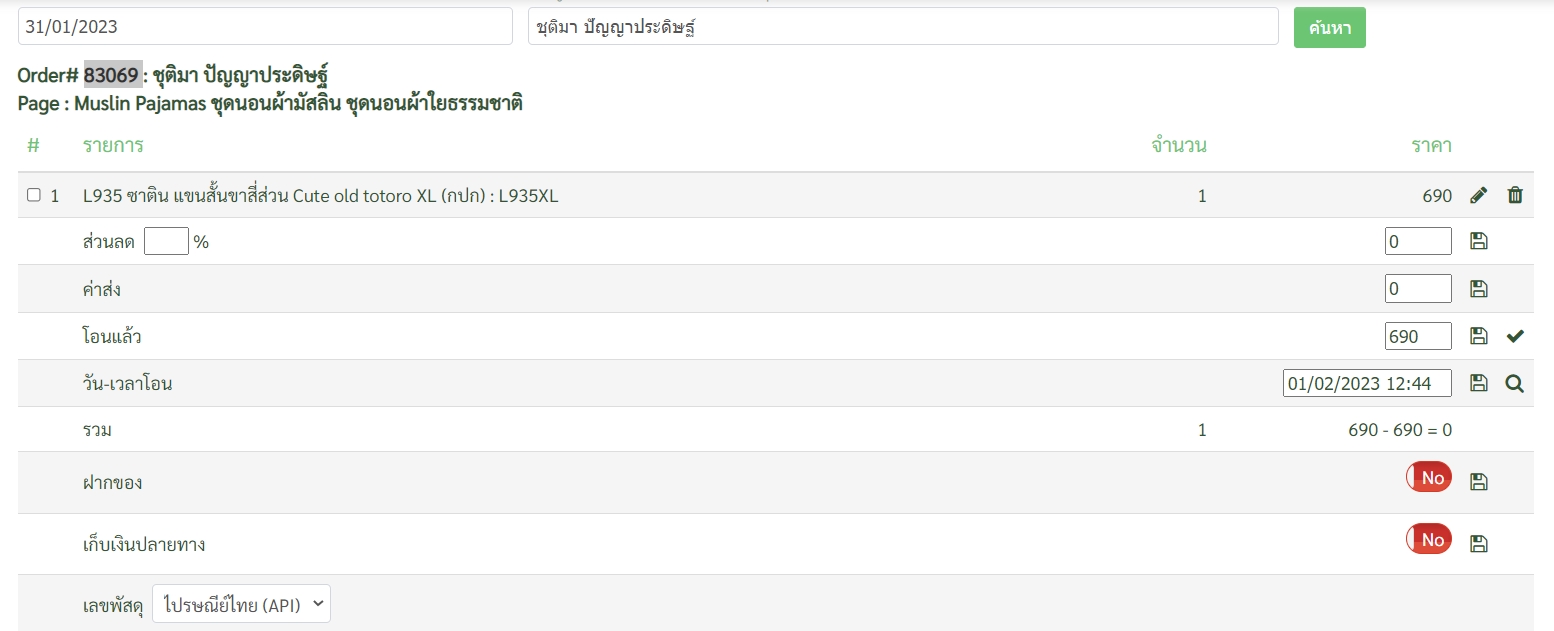 31/01/2023 ชุติมา ปัญญาประดิษฐ์ ค้นหา
Order# 83069 : ชุติมา ปัญญาประดิษฐ์
Page : Muslin Pajamas ชุดนอนผ้ามัสลิน ชุดนอนผ้าใยธรรมชาติ
# รายการ จำนวน ราคา
1 L935 ซาติน แขนสั้นขาสี่ส่วน Cute old totoro XL (กปก) : L935XL 1 690
ส่วนลด % 0
ค่าส่ง 0
โอนแล้ว 690
วัน-เวลาโอน 01/02/2023 12:44
รวม 1 690 - 690 = 0
ฝากของ No
เก็บเงินปลายทาง No
เลขพัสดุ ไปรษณีย์ไทย (API)